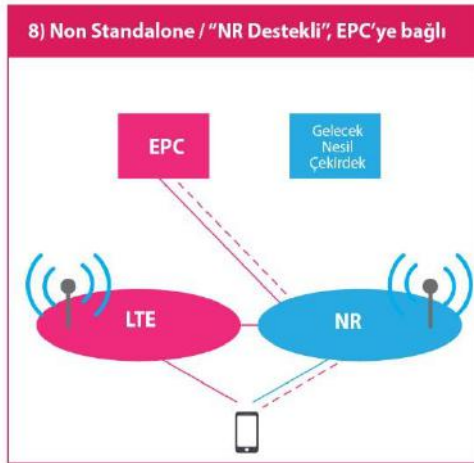 8) Non Standalone / “NR Destekli”, EPC’ye bağlı
EPC
Gelecek
Nesil
Çekirdek
LTE
NR